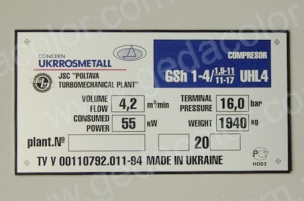 CONCERN
UKRROSMETALL
JSC "POLTAVA
TURBOMECHANICAL PLANT"
COMPRESOR
GSh 1-4/ 1,5-11 11-17 UHL4
VOLUME FLOW 4,2 m³/min TERMINAL PRESSURE 16,0 bar
CONSUMED POWER 55 kW WEIGHT 1940 kg
plant.№ 20
TV V 00110792.011-94 MADE IN UKRAINE